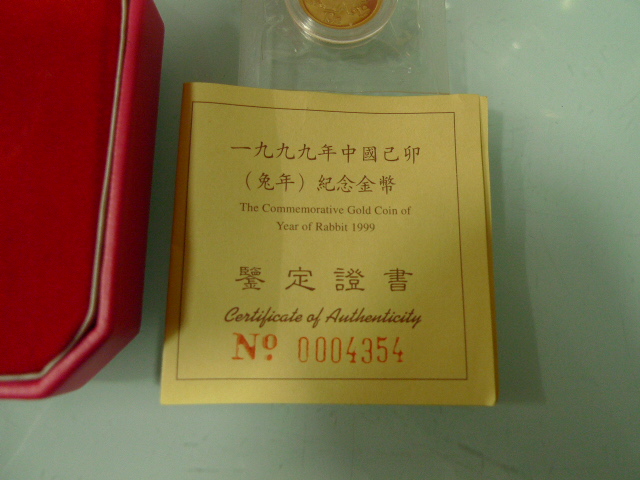 一九九九年中國己卯
(兔年)紀念金幣
The Commemorative Gold Coin of
Year of Rabbit 1999
鑒定證書
Certificate of Authenticity
Nº 0004354